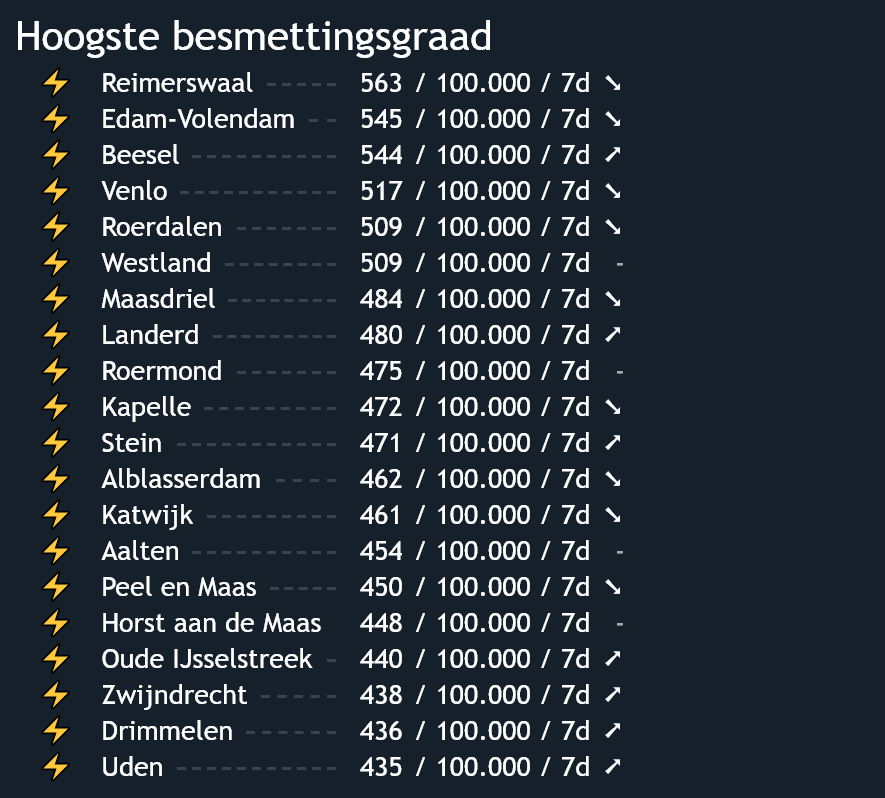 Hoogste besmettingsgraad
⚡ Reimerswaal ----- 563 / 100.000 / 7d ➘
⚡ Edam-Volendam -- 545 / 100.000 / 7d ➘
⚡ Beesel ---------- 544 / 100.000 / 7d ➚
⚡ Venlo ----------- 517 / 100.000 / 7d ➘
⚡ Roerdalen ------- 509 / 100.000 / 7d ➘
⚡ Westland -------- 509 / 100.000 / 7d -
⚡ Maasdriel -------- 484 / 100.000 / 7d ➘
⚡ Landerd --------- 480 / 100.000 / 7d ➚
⚡ Roermond ------- 475 / 100.000 / 7d -
⚡ Kapelle --------- 472 / 100.000 / 7d ➘
⚡ Stein ----------- 471 / 100.000 / 7d ➚
⚡ Alblasserdam ---- 462 / 100.000 / 7d ➘
⚡ Katwijk --------- 461 / 100.000 / 7d ➘
⚡ Aalten ---------- 454 / 100.000 / 7d -
⚡ Peel en Maas ----- 450 / 100.000 / 7d ➘
⚡ Horst aan de Maas 448 / 100.000 / 7d -
⚡ Oude IJsselstreek - 440 / 100.000 / 7d ➚
⚡ Zwijndrecht ----- 438 / 100.000 / 7d ➚
⚡ Drimmelen ------ 436 / 100.000 / 7d ➚
⚡ Uden ----------- 435 / 100.000 / 7d ➚